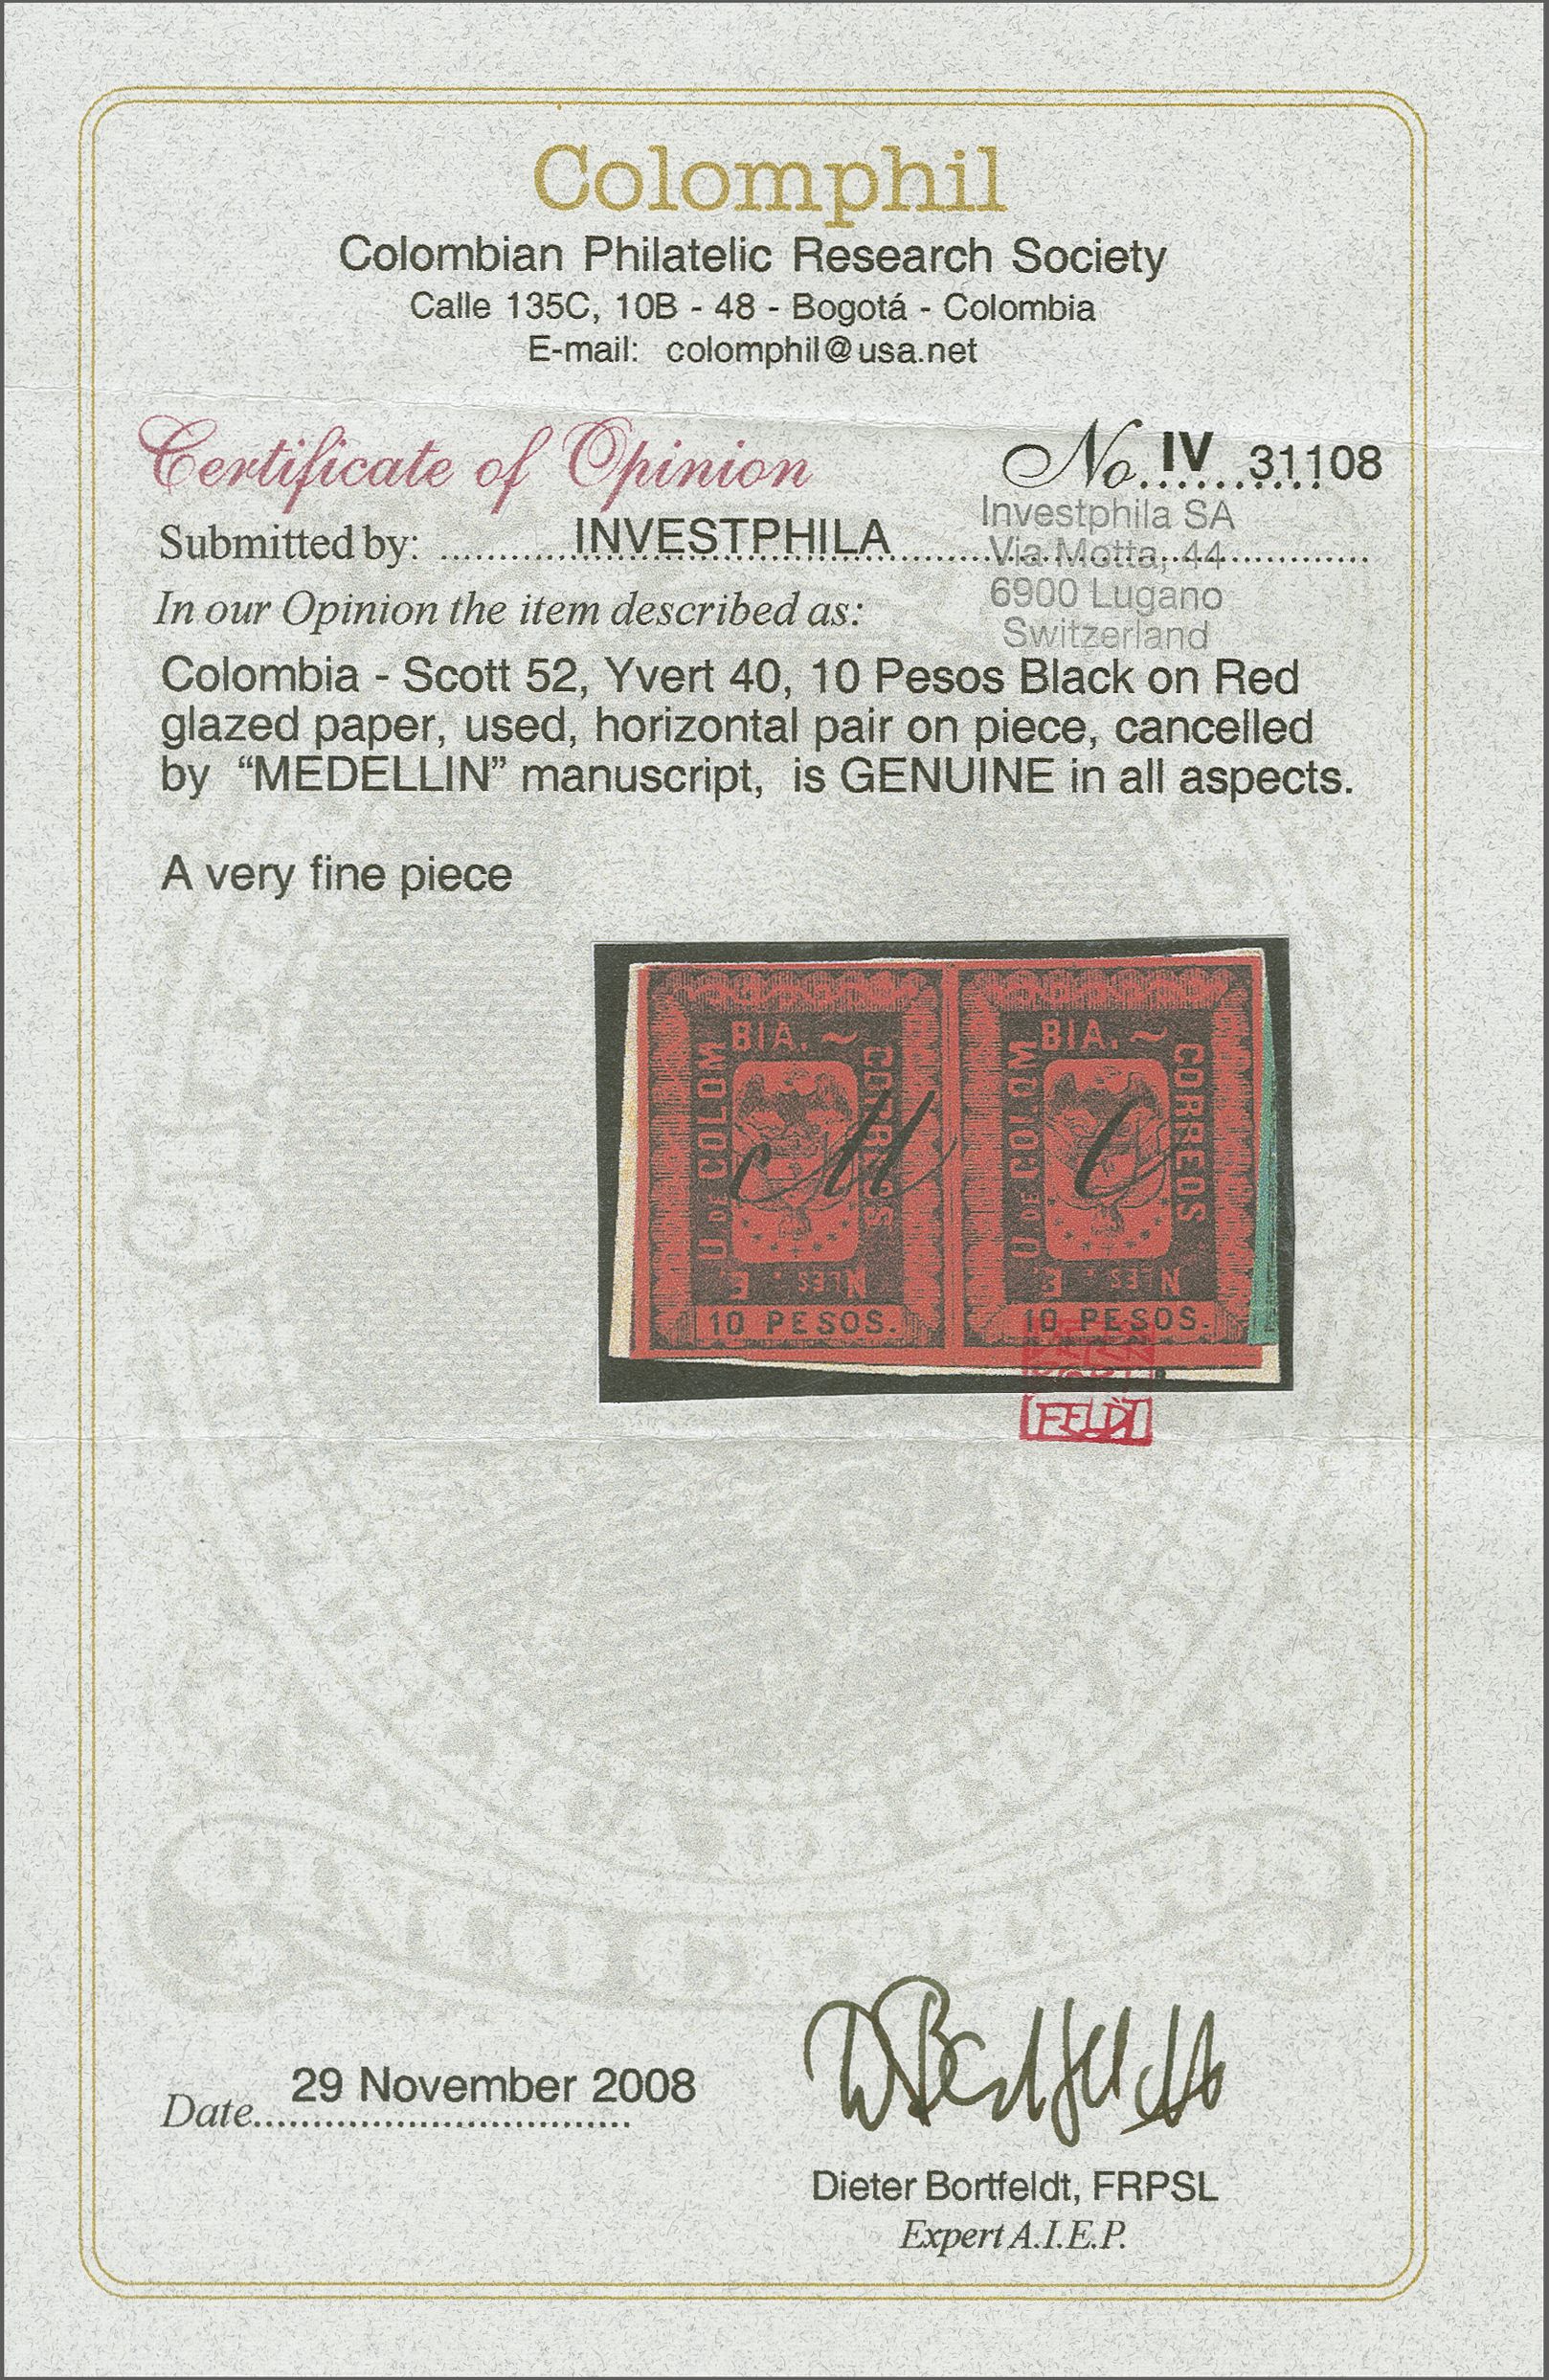 Colomphil
Colombian Philatelic Research Society
Calle 135C, 10B - 48 - Bogotá - Colombia
E-mail: colomphil@usa.net
Certificate of Opinion
No. IV 31108
Investphila SA
Via Motta, 44
6900 Lugano
Switzerland
Submitted by: INVESTPHILA
In our Opinion the item described as:
Colombia - Scott 52, Yvert 40, 10 Pesos Black on Red
glazed paper, used, horizontal pair on piece, cancelled
by “MEDELLIN” manuscript, is GENUINE in all aspects.
A very fine piece
U DE COLOM
BIA. ~
CORREOS
E. NLES.
10 PESOS.
M
U DE COLOM
BIA. ~
CORREOS
E. NLES.
10 PESOS.
FELDT
Date 29 November 2008
Dieter Bortfeldt, FRPSL
Expert A.I.E.P.